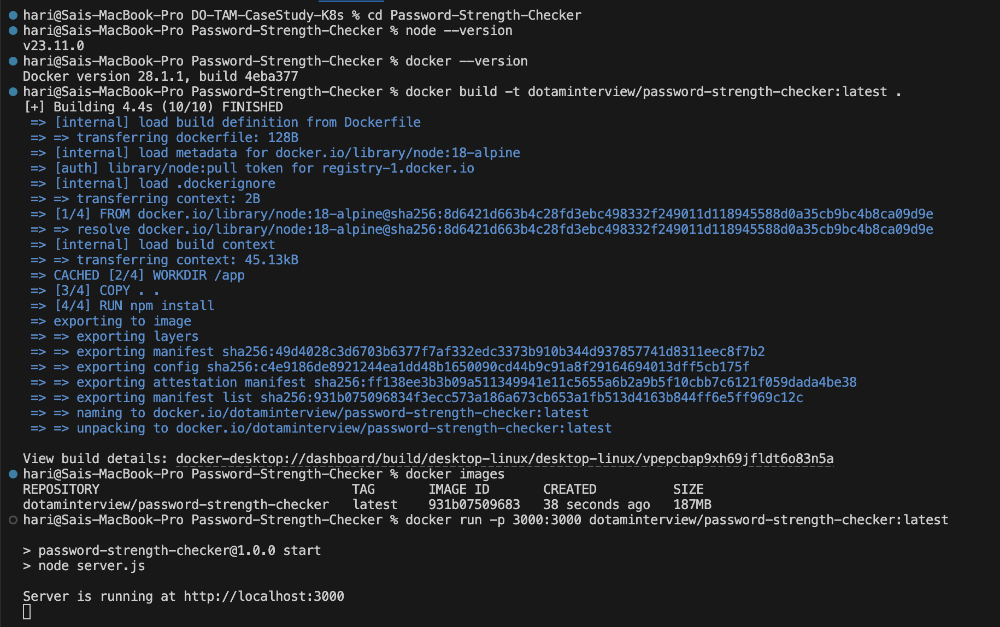 hari@Sais-MacBook-Pro DO-TAM-CaseStudy-K8s % cd Password-Strength-Checker
hari@Sais-MacBook-Pro Password-Strength-Checker % node --version
v23.11.0
hari@Sais-MacBook-Pro Password-Strength-Checker % docker --version
Docker version 28.1.1, build 4eba377
hari@Sais-MacBook-Pro Password-Strength-Checker % docker build -t dotaminterview/password-strength-checker:latest .
[+] Building 4.4s (10/10) FINISHED
=> [internal] load build definition from Dockerfile
=> => transferring dockerfile: 128B
=> [internal] load metadata for docker.io/library/node:18-alpine
=> [auth] library/node:pull token for registry-1.docker.io
=> [internal] load .dockerignore
=> => transferring context: 2B
=> [1/4] FROM docker.io/library/node:18-alpine@sha256:8d6421d663b4c28fd3ebc498332f249011d118945588d0a35cb9bc4b8ca09d9e
=> => resolve docker.io/library/node:18-alpine@sha256:8d6421d663b4c28fd3ebc498332f249011d118945588d0a35cb9bc4b8ca09d9e
=> [internal] load build context
=> => transferring context: 45.13kB
=> CACHED [2/4] WORKDIR /app
=> [3/4] COPY . .
=> [4/4] RUN npm install
=> exporting to image
=> => exporting layers
=> => exporting manifest sha256:49d4028c3d6703b6377f7af332edc3373b910b344d937857741d8311eec8f7b2
=> => exporting config sha256:c4e9186de8921244ea1dd48b1650090cd44b9c91a8f29164694013dff5cb175f
=> => exporting attestation manifest sha256:ff138ee3b3b09a511349941e11c5655a6b2a9b5f10cbb7c6121f059dada4be38
=> => exporting manifest list sha256:931b075096834f3ecc573a186a673cb653a1fb513d4163b844ff6e5ff969c12c
=> => naming to docker.io/dotaminterview/password-strength-checker:latest
=> => unpacking to docker.io/dotaminterview/password-strength-checker:latest
View build details: docker-desktop://dashboard/build/desktop-linux/desktop-linux/vpepcbap9xh69jfldt6o83n5a
hari@Sais-MacBook-Pro Password-Strength-Checker % docker images
REPOSITORY TAG IMAGE ID CREATED SIZE
dotaminterview/password-strength-checker latest 931b07509683 38 seconds ago 187MB
hari@Sais-MacBook-Pro Password-Strength-Checker % docker run -p 3000:3000 dotaminterview/password-strength-checker:latest
> password-strength-checker@1.0.0 start
> node server.js
Server is running at http://localhost:3000